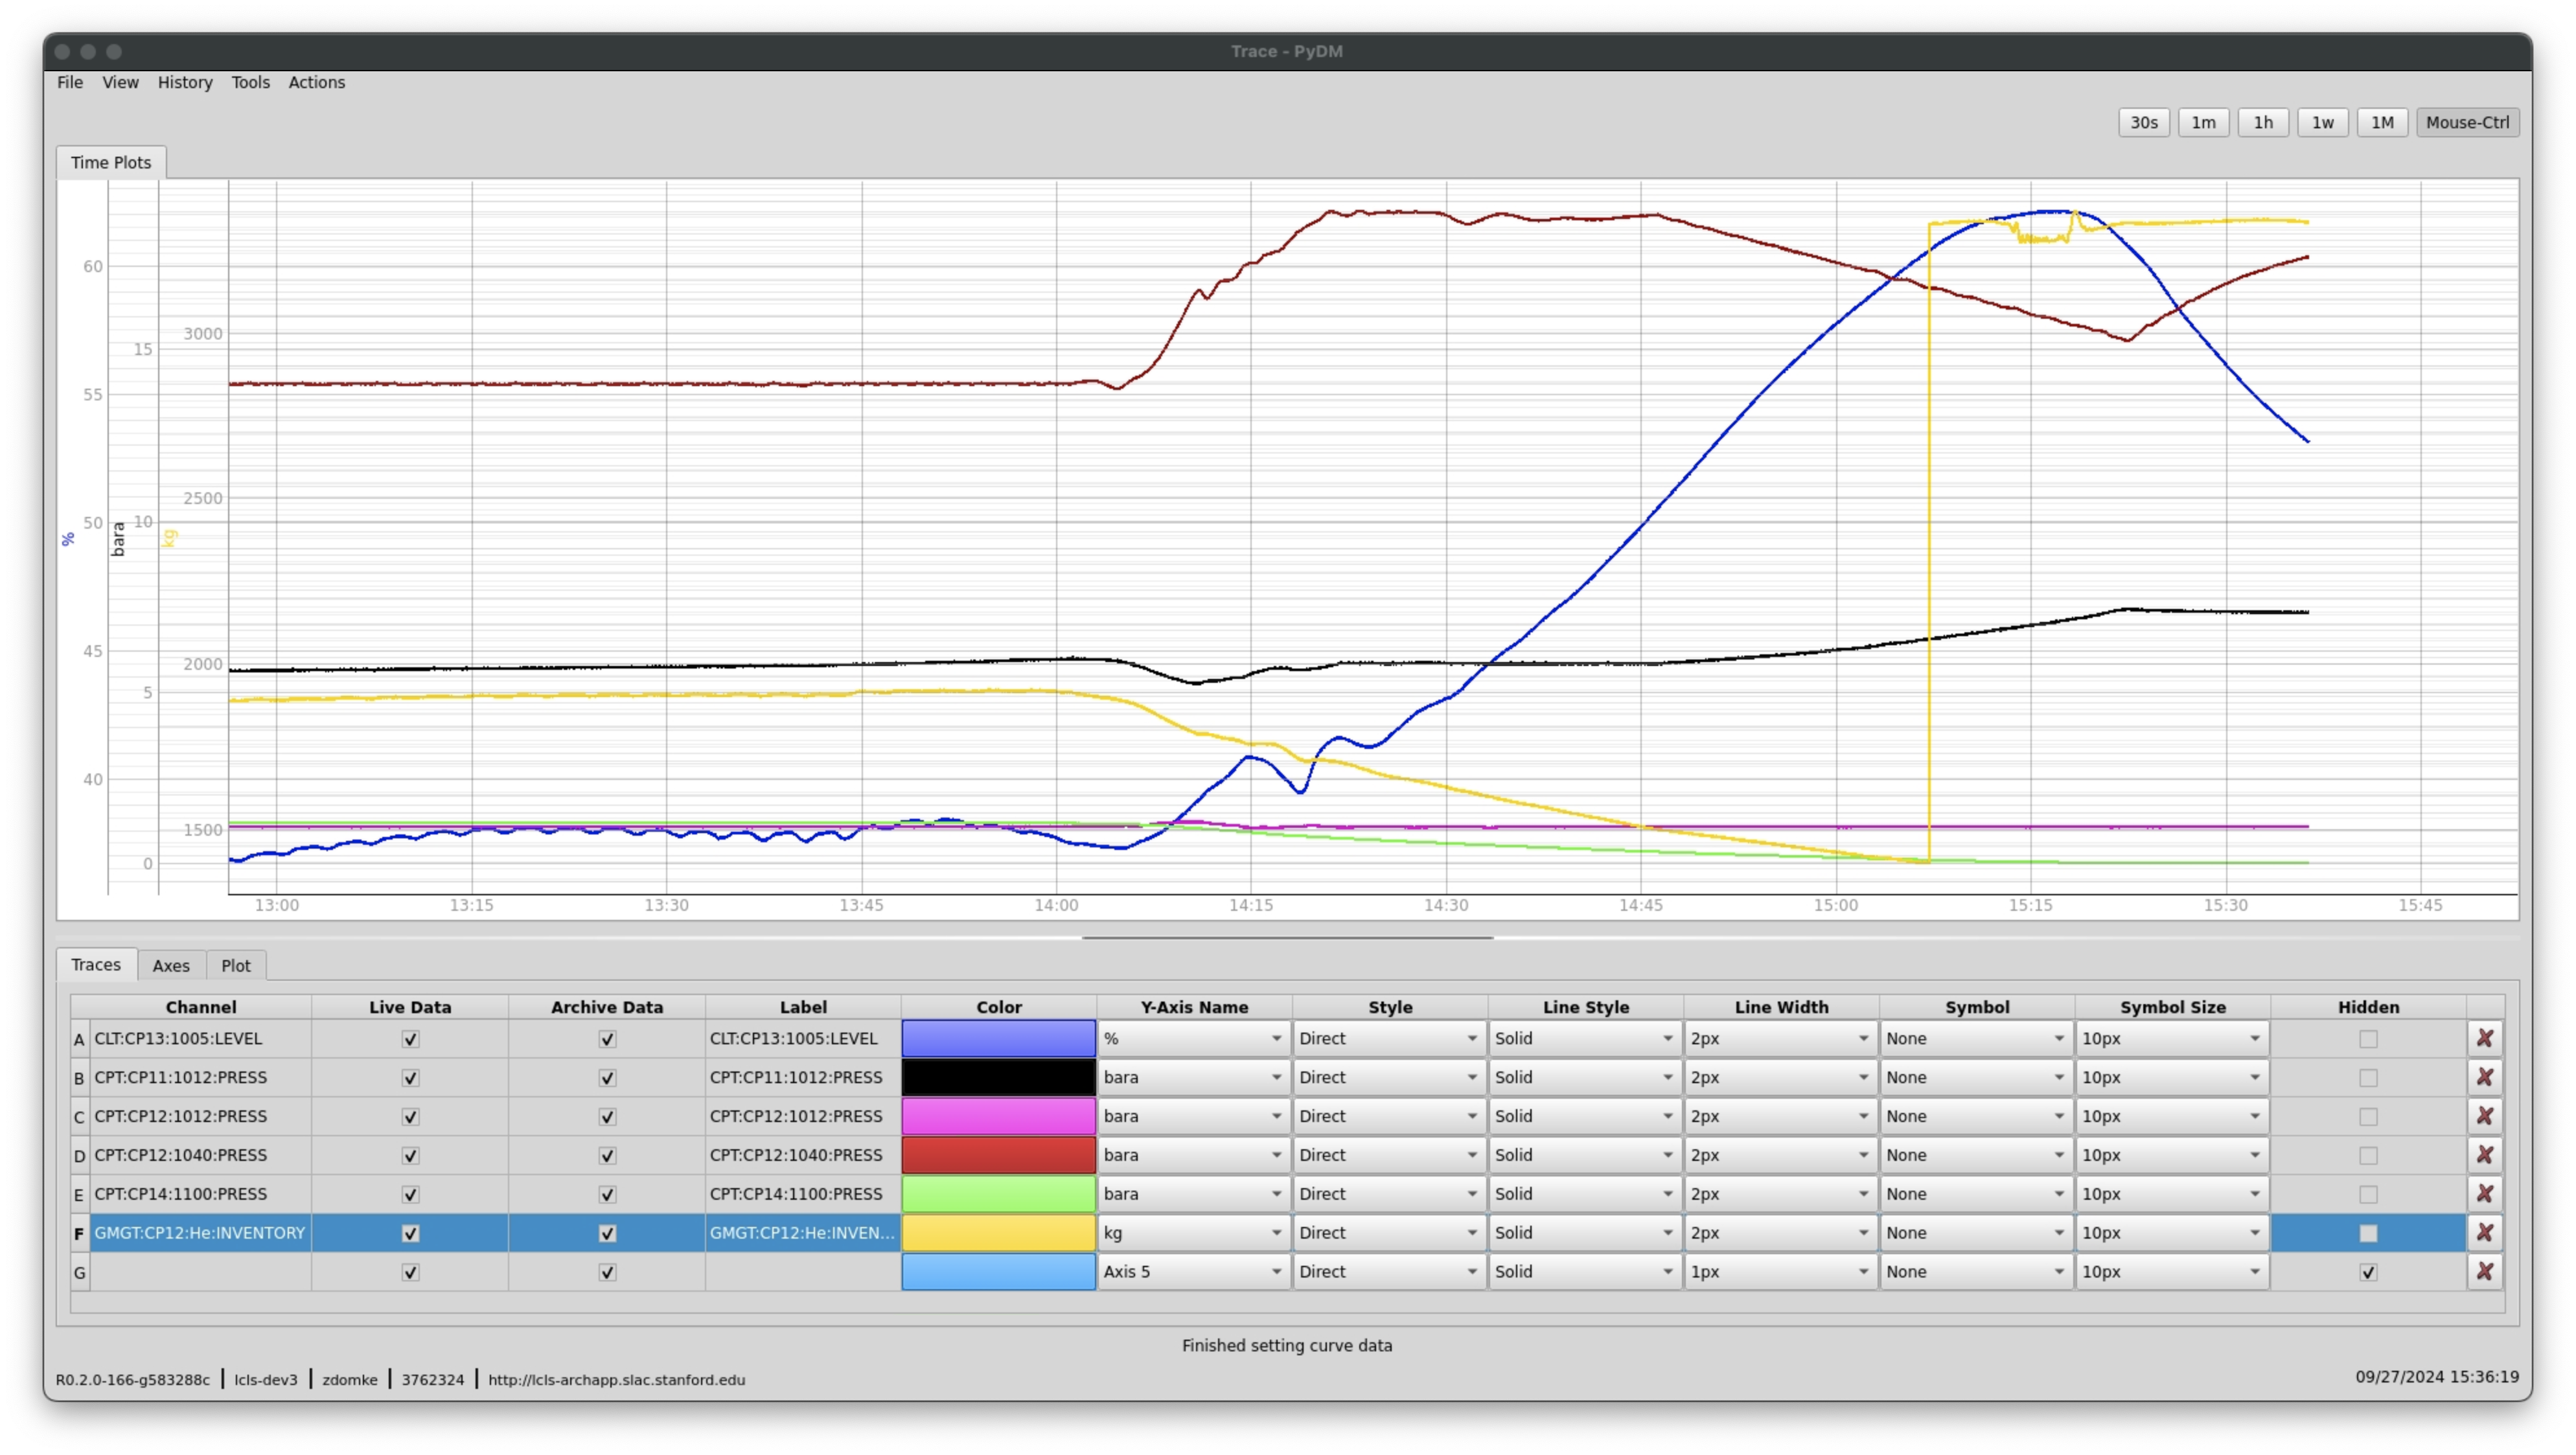 Trace - PyDM
File View History Tools Actions
30s 1m 1h 1w 1M Mouse-Ctrl
Time Plots
60
3000
15
55
2500
% 50 bara 10 kg
45 2000
5
40
1500
0
13:00 13:15 13:30 13:45 14:00 14:15 14:30 14:45 15:00 15:15 15:30 15:45
Traces Axes Plot
Channel Live Data Archive Data Label Color Y-Axis Name Style Line Style Line Width Symbol Symbol Size Hidden
A CLT:CP13:1005:LEVEL CLT:CP13:1005:LEVEL % Direct Solid 2px None 10px
B CPT:CP11:1012:PRESS CPT:CP11:1012:PRESS bara Direct Solid 2px None 10px
C CPT:CP12:1012:PRESS CPT:CP12:1012:PRESS bara Direct Solid 2px None 10px
D CPT:CP12:1040:PRESS CPT:CP12:1040:PRESS bara Direct Solid 2px None 10px
E CPT:CP14:1100:PRESS CPT:CP14:1100:PRESS bara Direct Solid 2px None 10px
F GMGT:CP12:He:INVENTORY GMGT:CP12:He:INVEN... kg Direct Solid 2px None 10px
G Axis 5 Direct Solid 1px None 10px
Finished setting curve data
R0.2.0-166-g583288c | lcls-dev3 | zdomke | 3762324 | http://lcls-archapp.slac.stanford.edu
09/27/2024 15:36:19